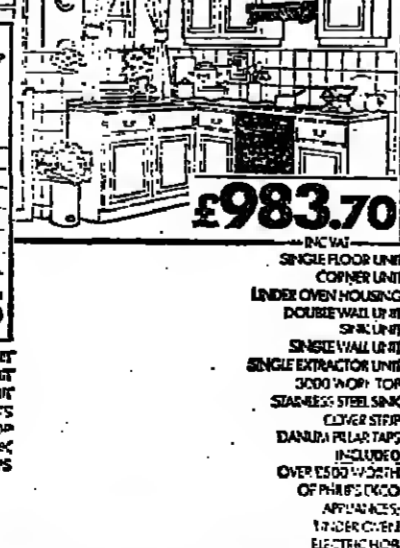 £983.70
INC VAT
SINGLE FLOOR UNIT
CORNER UNIT
UNDER OVEN HOUSING
DOUBLE WALL UNIT
SINK UNIT
SINGLE WALL UNIT
SINGLE EXTRACTOR UNIT
3000 WORK TOP
STAINLESS STEEL SINK
COVER STRIP
DANUM PILLAR TAPS
INCLUDED
OVER £500 WORTH
OF PHILIPS
APPLIANCES:
UNDER OVEN
ELECTRIC HOB